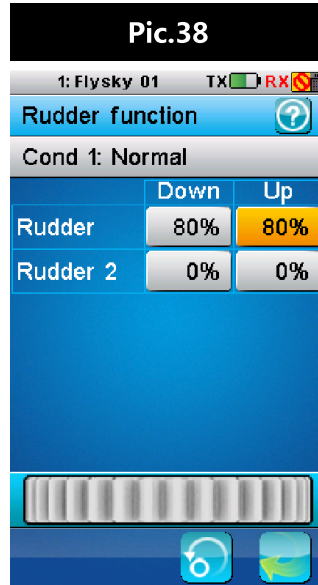 Pic.38
1: Flysky 01 TX RX
Rudder function ?
Cond 1: Normal
Down Up
Rudder 80% 80%
Rudder 2 0% 0%